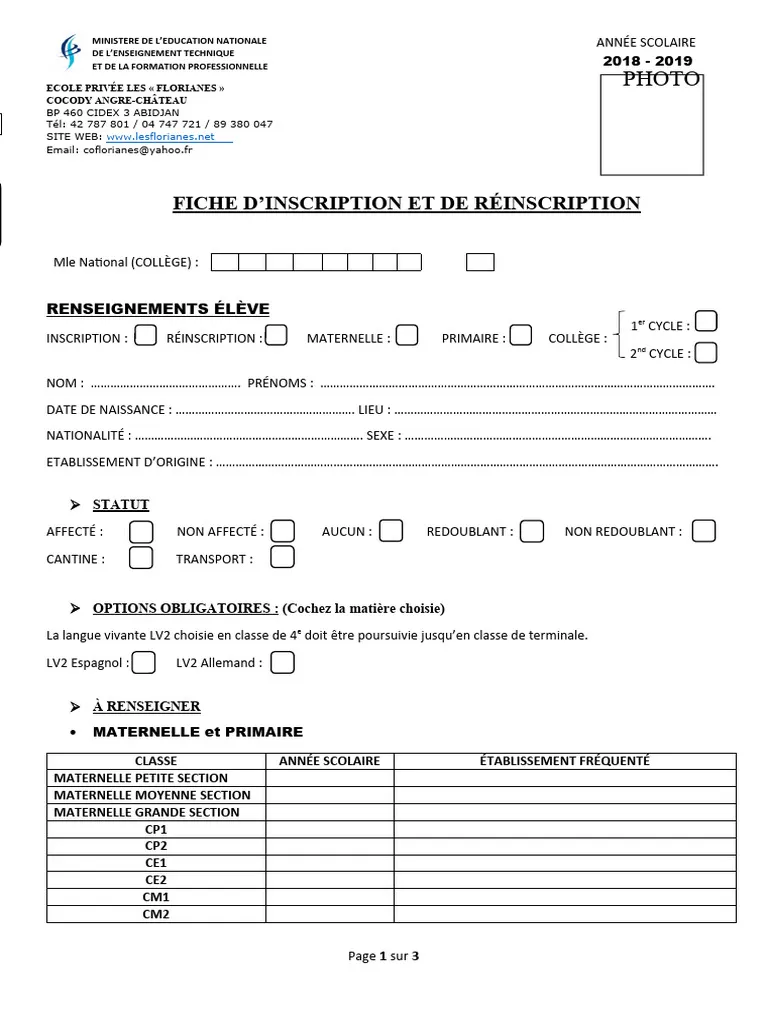 MINISTERE DE L’EDUCATION NATIONALE
DE L’ENSEIGNEMENT TECHNIQUE
ET DE LA FORMATION PROFESSIONNELLE
ANNÉE SCOLAIRE
2018 - 2019
PHOTO
ECOLE PRIVÉE LES « FLORIANES »
COCODY ANGRE-CHÂTEAU
BP 460 CIDEX 3 ABIDJAN
Tél: 42 787 801 / 04 747 721 / 89 380 047
SITE WEB: www.lesflorianes.net
Email: coflorianes@yahoo.fr
FICHE D’INSCRIPTION ET DE RÉINSCRIPTION
Mle National (COLLÈGE) :
RENSEIGNEMENTS ÉLÈVE
INSCRIPTION : RÉINSCRIPTION : MATERNELLE : PRIMAIRE : COLLÈGE :
1er CYCLE :
2nd CYCLE :
NOM : ………………………………………. PRÉNOMS : ………………………………………………………………………………………………………….
DATE DE NAISSANCE : ………………………………………………. LIEU : ………………………………………………………………………………………
NATIONALITÉ : ……………………………………………………………. SEXE : ………………………………………………………………………………….
ETABLISSEMENT D’ORIGINE : ……………………………………………………………………………………………………………………………………….
➢ STATUT
AFFECTÉ : NON AFFECTÉ : AUCUN : REDOUBLANT : NON REDOUBLANT :
CANTINE : TRANSPORT :
➢ OPTIONS OBLIGATOIRES : (Cochez la matière choisie)
La langue vivante LV2 choisie en classe de 4e doit être poursuivie jusqu’en classe de terminale.
LV2 Espagnol : LV2 Allemand :
➢ À RENSEIGNER
• MATERNELLE et PRIMAIRE
CLASSE ANNÉE SCOLAIRE ÉTABLISSEMENT FRÉQUENTÉ
MATERNELLE PETITE SECTION
MATERNELLE MOYENNE SECTION
MATERNELLE GRANDE SECTION
CP1
CP2
CE1
CE2
CM1
CM2
Page 1 sur 3